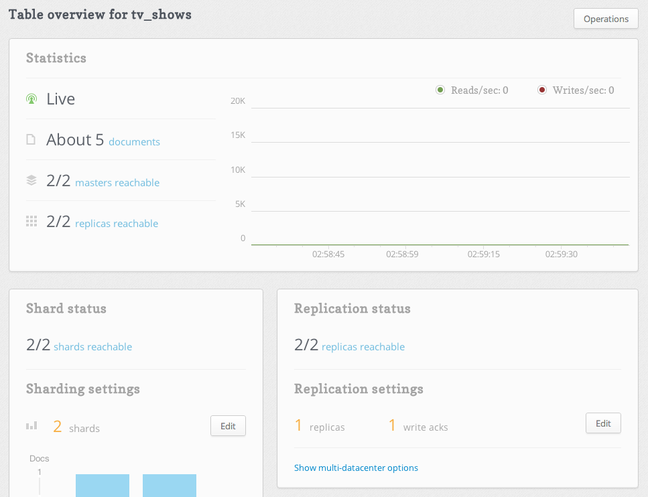 Table overview for tv_shows
Operations
Statistics
Live
About 5 documents
2/2 masters reachable
2/2 replicas reachable
Reads/sec: 0
Writes/sec: 0
20K
15K
10K
5K
0
02:58:45 02:58:59 02:59:15 02:59:30
Shard status
2/2 shards reachable
Sharding settings
2 shards
Edit
Docs
1
Replication status
2/2 replicas reachable
Replication settings
1 replicas
1 write acks
Edit
Show multi-datacenter options